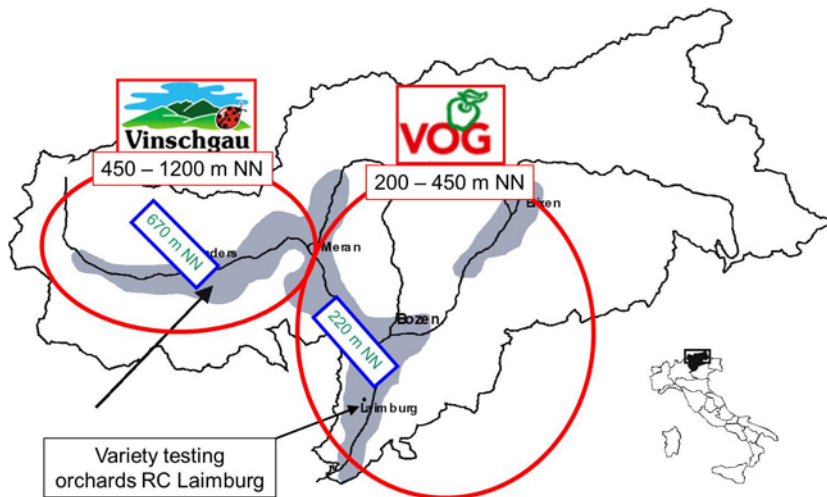 Vinschgau
VOG
450 – 1200 m NN
200 – 450 m NN
670 m NN
Meran
220 m NN
Bozen
Laimburg
Variety testing
orchards RC Laimburg